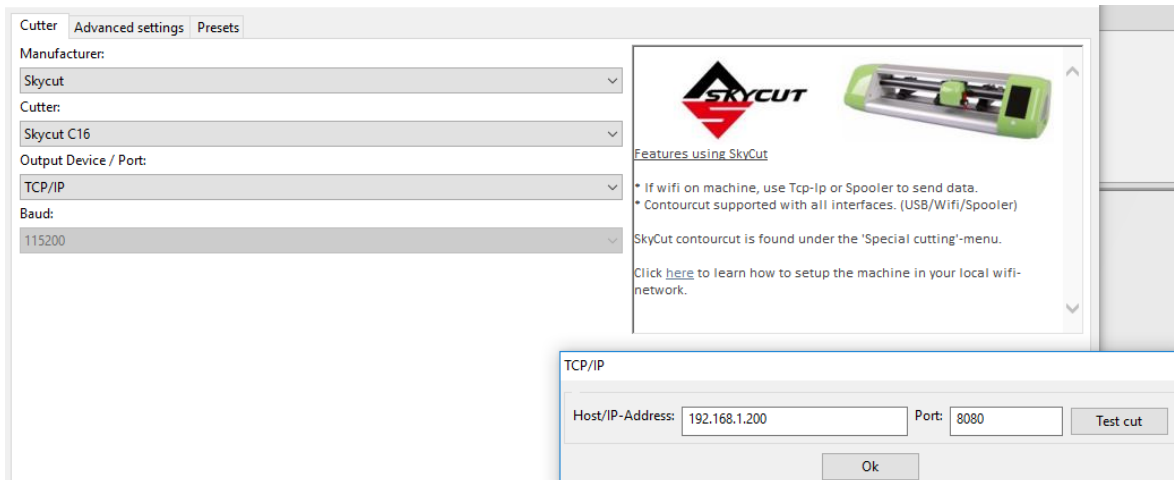 Cutter Advanced settings Presets
Manufacturer:
Skycut
Cutter:
Skycut C16
Output Device / Port:
TCP/IP
Baud:
115200
SKYCUT
Features using SkyCut
* If wifi on machine, use Tcp-Ip or Spooler to send data.
* Contourcut supported with all interfaces. (USB/Wifi/Spooler)
SkyCut contourcut is found under the 'Special cutting'-menu.
Click here to learn how to setup the machine in your local wifi-
network.
TCP/IP
Host/IP-Address: 192.168.1.200 Port: 8080 Test cut
Ok